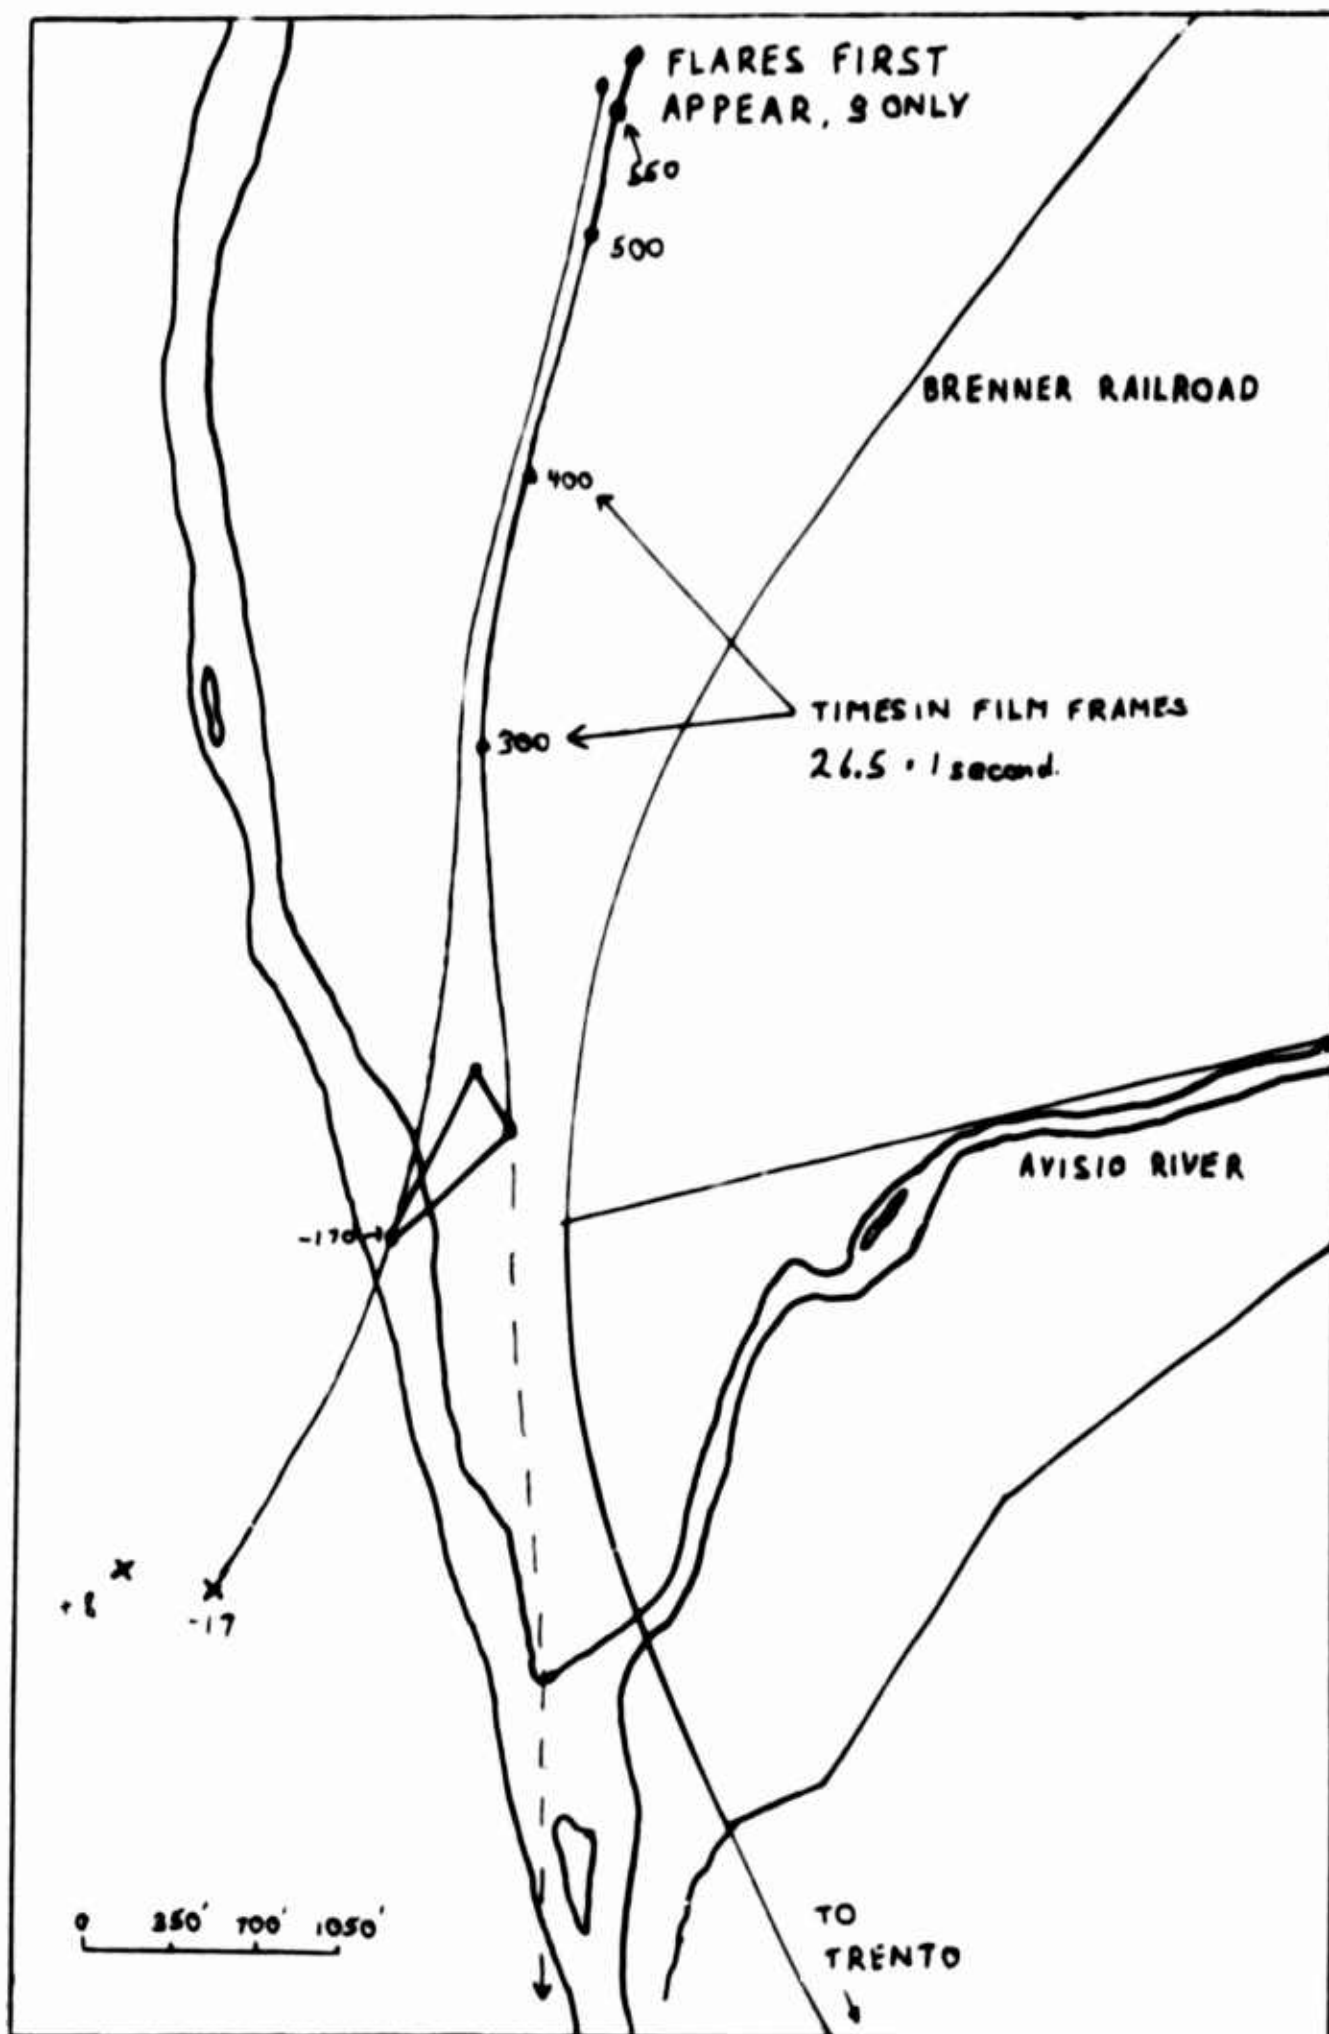 FLARES FIRST
APPEAR, ONLY
550
500
BRENNER RAILROAD
400
TIMES IN FILM FRAMES
300
26.5 = 1 second.
AVISIO RIVER
-170
+8
-17
0 350' 700' 1050'
TO
TRENTO